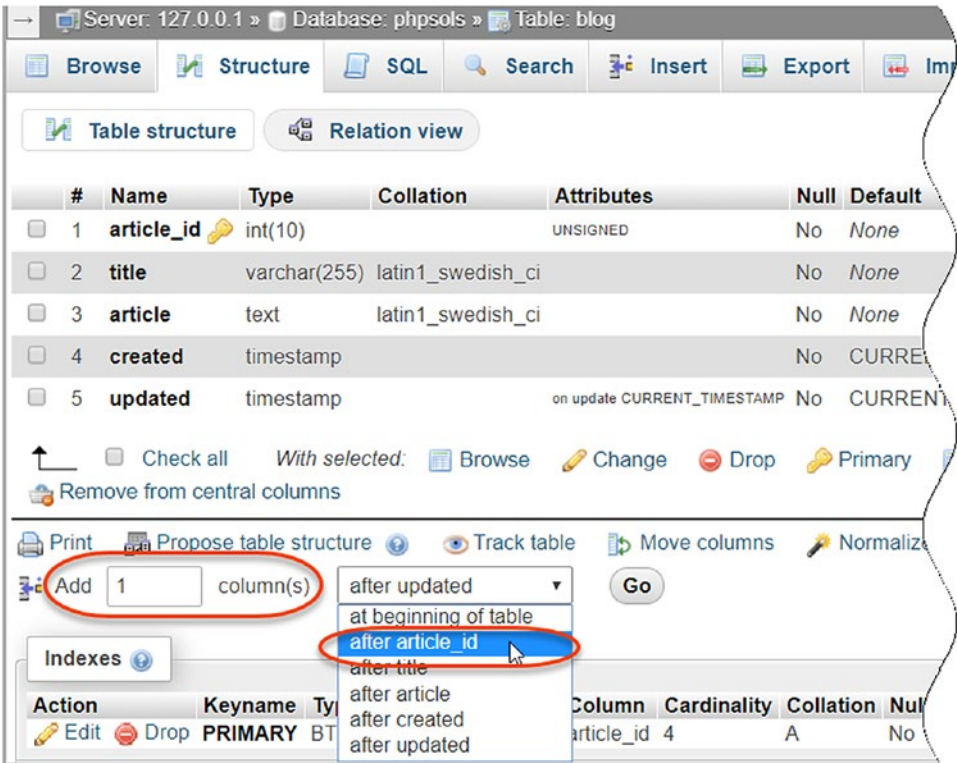 Server: 127.0.0.1 » Database: phpsols » Table: blog
Browse Structure SQL Search Insert Export
Table structure Relation view
# Name Type Collation Attributes Null Default
1 article_id int(10) UNSIGNED No None
2 title varchar(255) latin1_swedish_ci No None
3 article text latin1_swedish_ci No None
4 created timestamp No
5 updated timestamp on update CURRENT_TIMESTAMP No
Check all With selected: Browse Change Drop Primary
Remove from central columns
Print Propose table structure Track table Move columns Normalize
Add 1 column(s) after updated Go
at beginning of table
after article_id
Indexes
after title
after article
Action Keyname Column Cardinality Collation
after created
Edit Drop PRIMARY article_id 4 A No
after updated